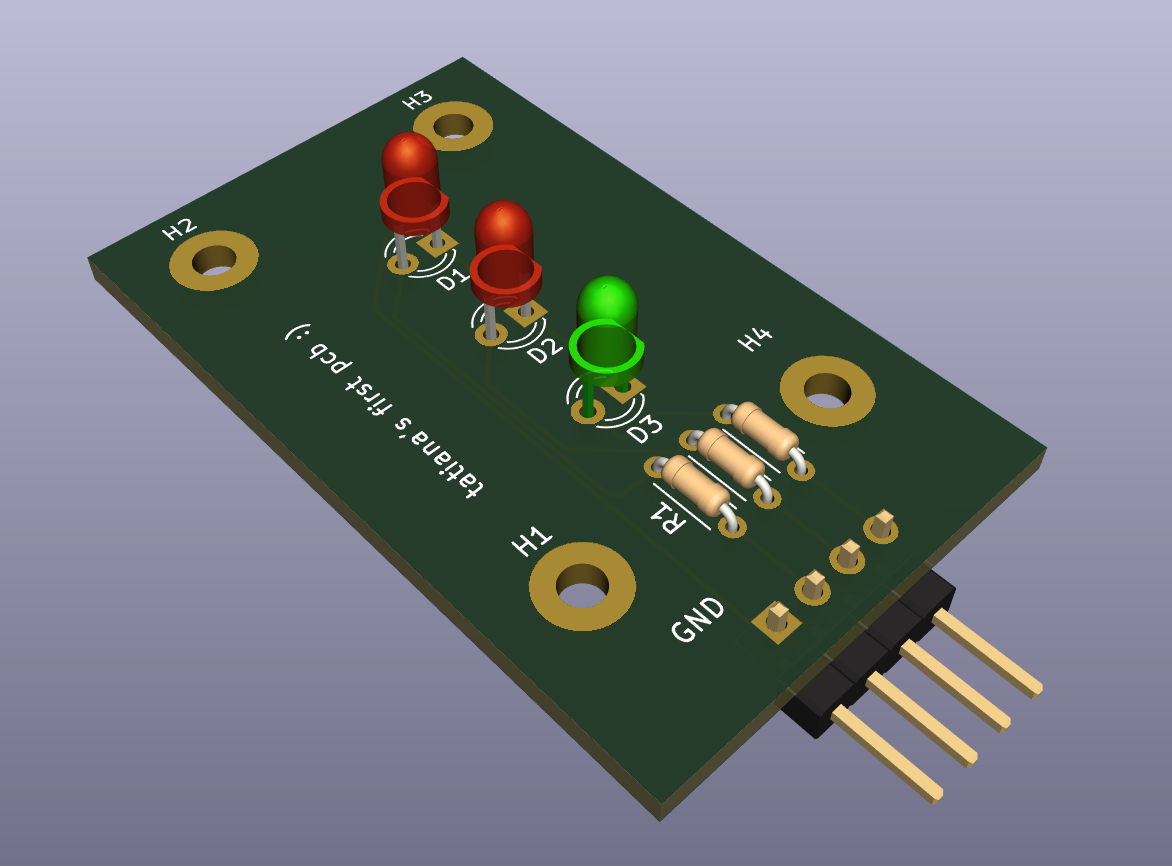 H3
H2
D1
D2
D3
H4
tatiana's first pcb :)
R1
H1
GND